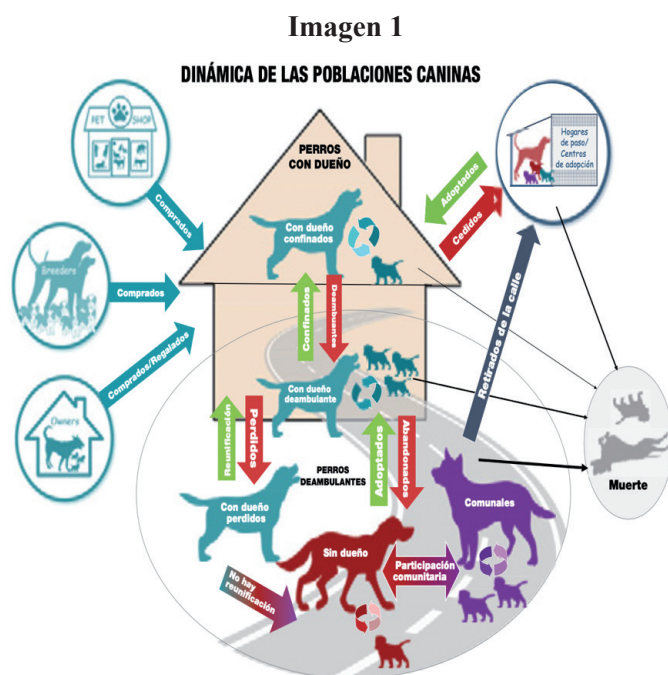 Imagen 1
DINÁMICA DE LAS POBLACIONES CANINAS
PET SHOP
Comprados
Breeders
Comprados
Owners
Comprados/Regalados
PERROS
CON DUEÑO
Con dueño
confinados
Confinados
Deambuantes
Con dueño
deambulante
Adoptados
Cedidos
Hogares
de paso/
Centros
de adopción
Retirados de la calle
Muerte
Reunificación
Perdidos
Adoptados
Abandonados
PERROS
DEAMBULANTES
Con dueño
perdidos
Sin dueño
Comunales
Participación
comunitaria
No hay
reunificación